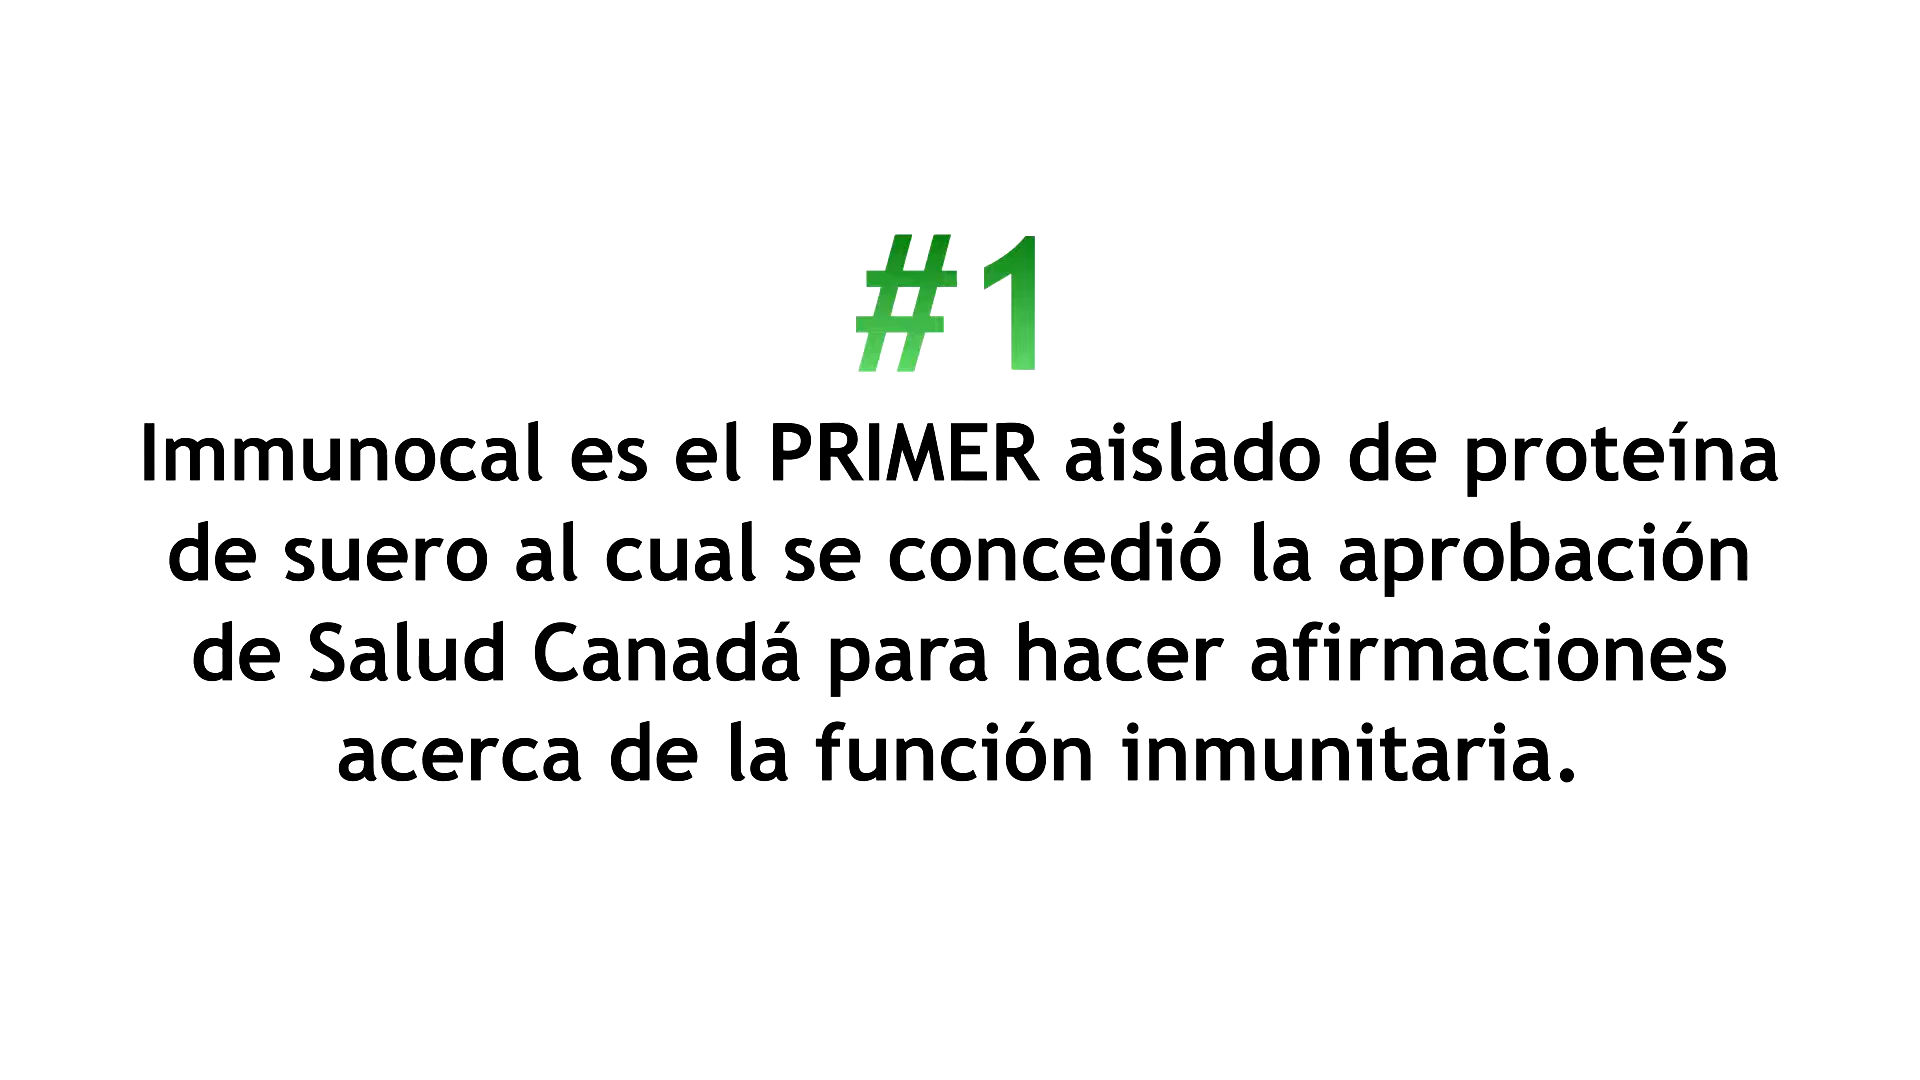 #1
Immunocal es el PRIMER aislado de proteína
de suero al cual se concedió la aprobación
de Salud Canadá para hacer afirmaciones
acerca de la función inmunitaria.